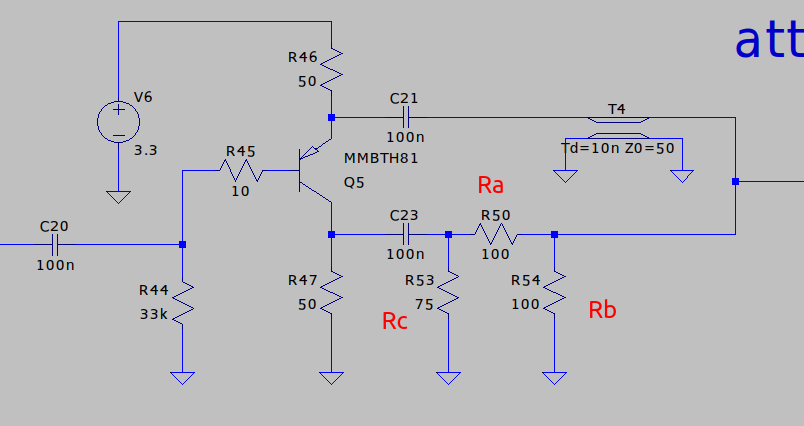 att
R46
50
V6
3.3
C21
100n
T4
Td=10n Z0=50
R45
10
MMBTH81
Q5
Ra
C20
100n
C23
100n
R50
100
R44
33k
R47
50
R53
75
R54
100
Rc
Rb